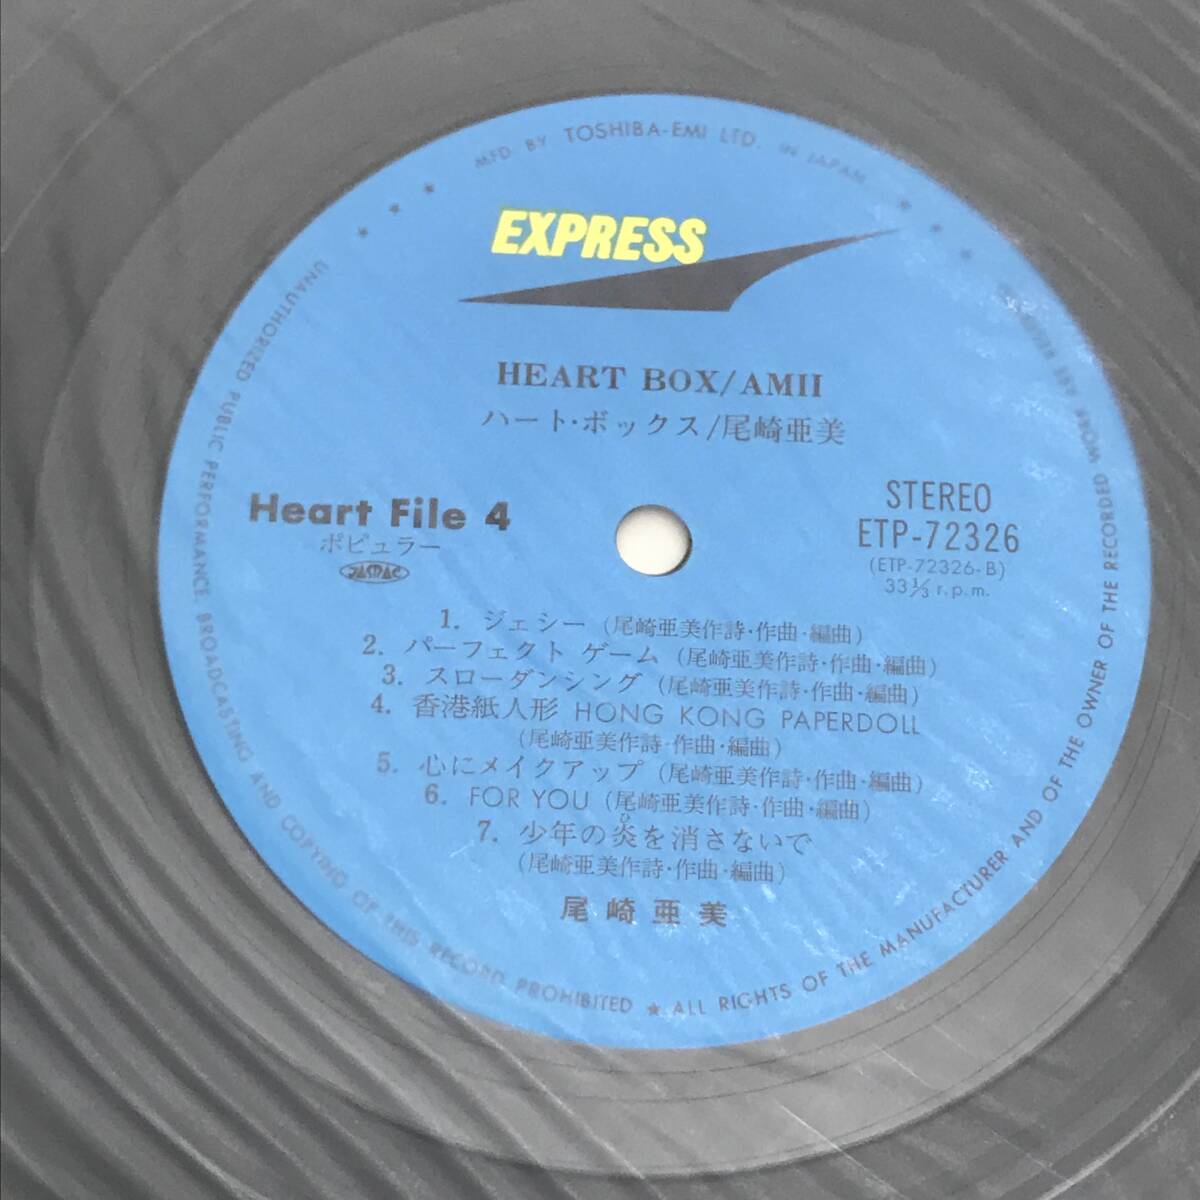 MFD BY TOSHIBA-EMI LTD. IN JAPAN
EXPRESS
HEART BOX/AMII
ハート・ボックス/尾崎亜美
Heart File 4
ポピュラー
JASRAC
STEREO
ETP-72326
(ETP-72326-B)
33⅓ r.p.m.
1. ジェシー (尾崎亜美作詩・作曲・編曲)
2. パーフェクト ゲーム (尾崎亜美作詩・作曲・編曲)
3. スローダンシング (尾崎亜美作詩・作曲・編曲)
4. 香港紙人形 HONG KONG PAPERDOLL
(尾崎亜美作詩・作曲・編曲)
5. 心にメイクアップ (尾崎亜美作詩・作曲・編曲)
6. FOR YOU (尾崎亜美作詩・作曲・編曲)
ひ
7. 少年の炎を消さないで
(尾崎亜美作詩・作曲・編曲)
尾崎亜美
UNAUTHORIZED PUBLIC PERFORMANCE, BROADCASTING AND COPYING OF THIS RECORD PROHIBITED ★ ALL RIGHTS OF THE MANUFACTURER AND OF THE OWNER OF THE RECORDED WORK ARE